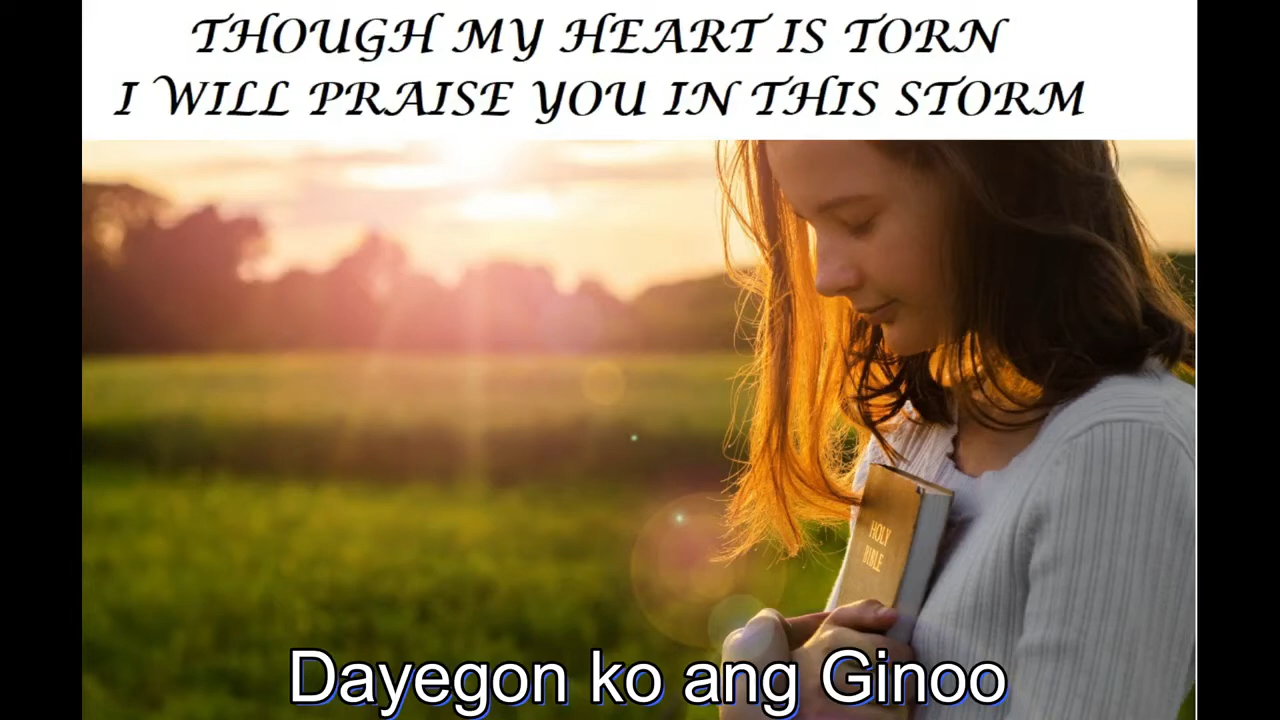 THOUGH MY HEART IS TORN
I WILL PRAISE YOU IN THIS STORM
HOLY
BIBLE
Dayegon ko ang Ginoo